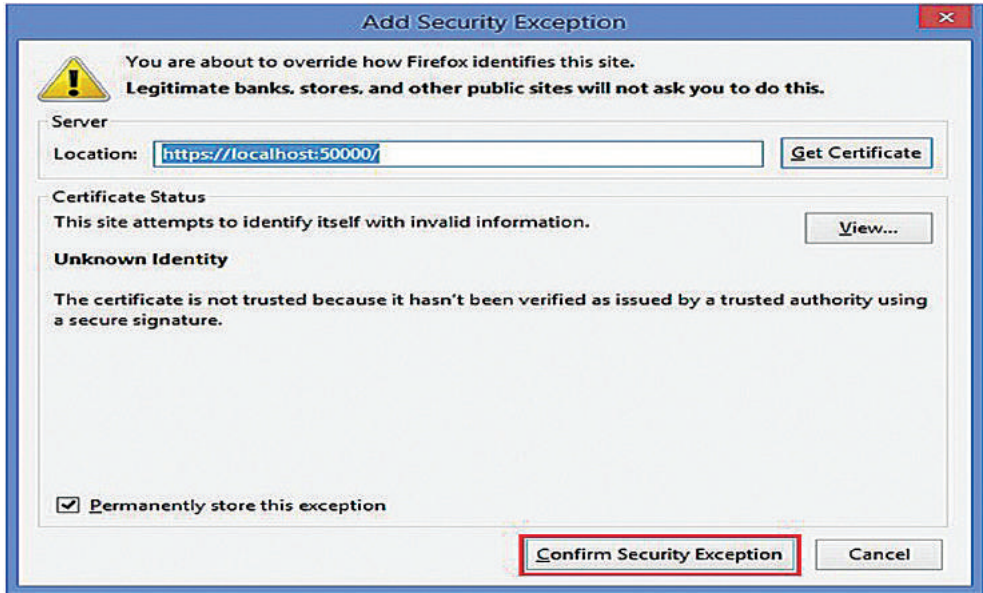 Add Security Exception
You are about to override how Firefox identifies this site.
Legitimate banks, stores, and other public sites will not ask you to do this.
Server
Location: https://localhost:50000/ Get Certificate
Certificate Status
This site attempts to identify itself with invalid information.
View...
Unknown Identity
The certificate is not trusted because it hasn't been verified as issued by a trusted authority using
a secure signature.
Permanently store this exception
Confirm Security Exception Cancel